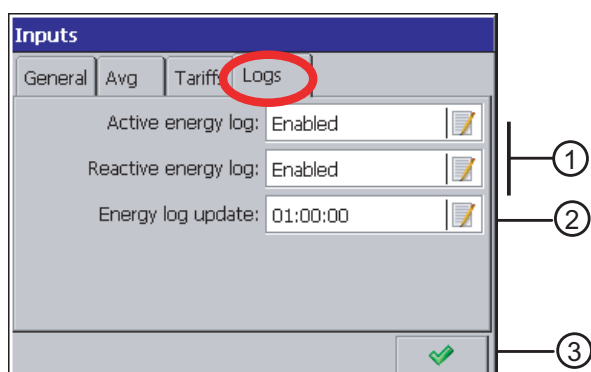 Inputs
General Avg Tariffs Logs
Active energy log: Enabled
1
Reactive energy log: Enabled
Energy log update: 01:00:00
2
3